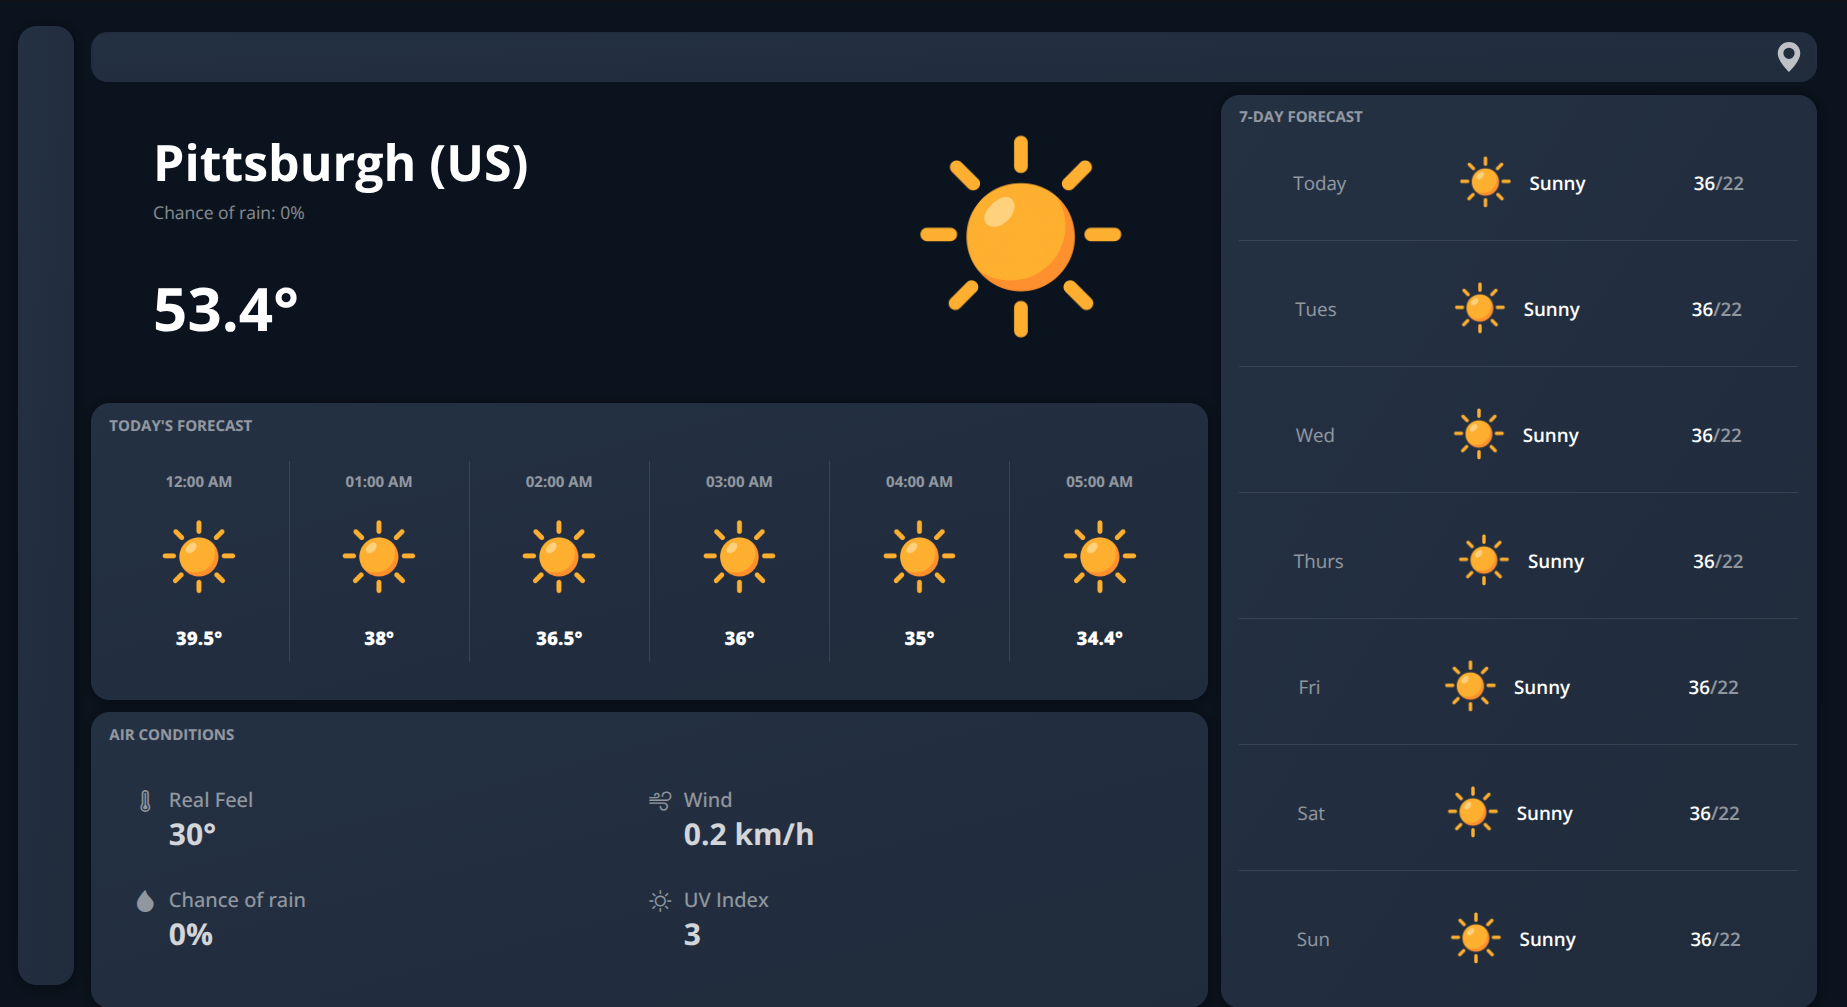 Pittsburgh (US)
Chance of rain: 0%
53.4°
TODAY'S FORECAST
12:00 AM
39.5°
01:00 AM
38°
02:00 AM
36.5°
03:00 AM
36°
04:00 AM
35°
05:00 AM
34.4°
AIR CONDITIONS
Real Feel
30°
Wind
0.2 km/h
Chance of rain
0%
UV Index
3
7-DAY FORECAST
Today Sunny 36/22
Tues Sunny 36/22
Wed Sunny 36/22
Thurs Sunny 36/22
Fri Sunny 36/22
Sat Sunny 36/22
Sun Sunny 36/22